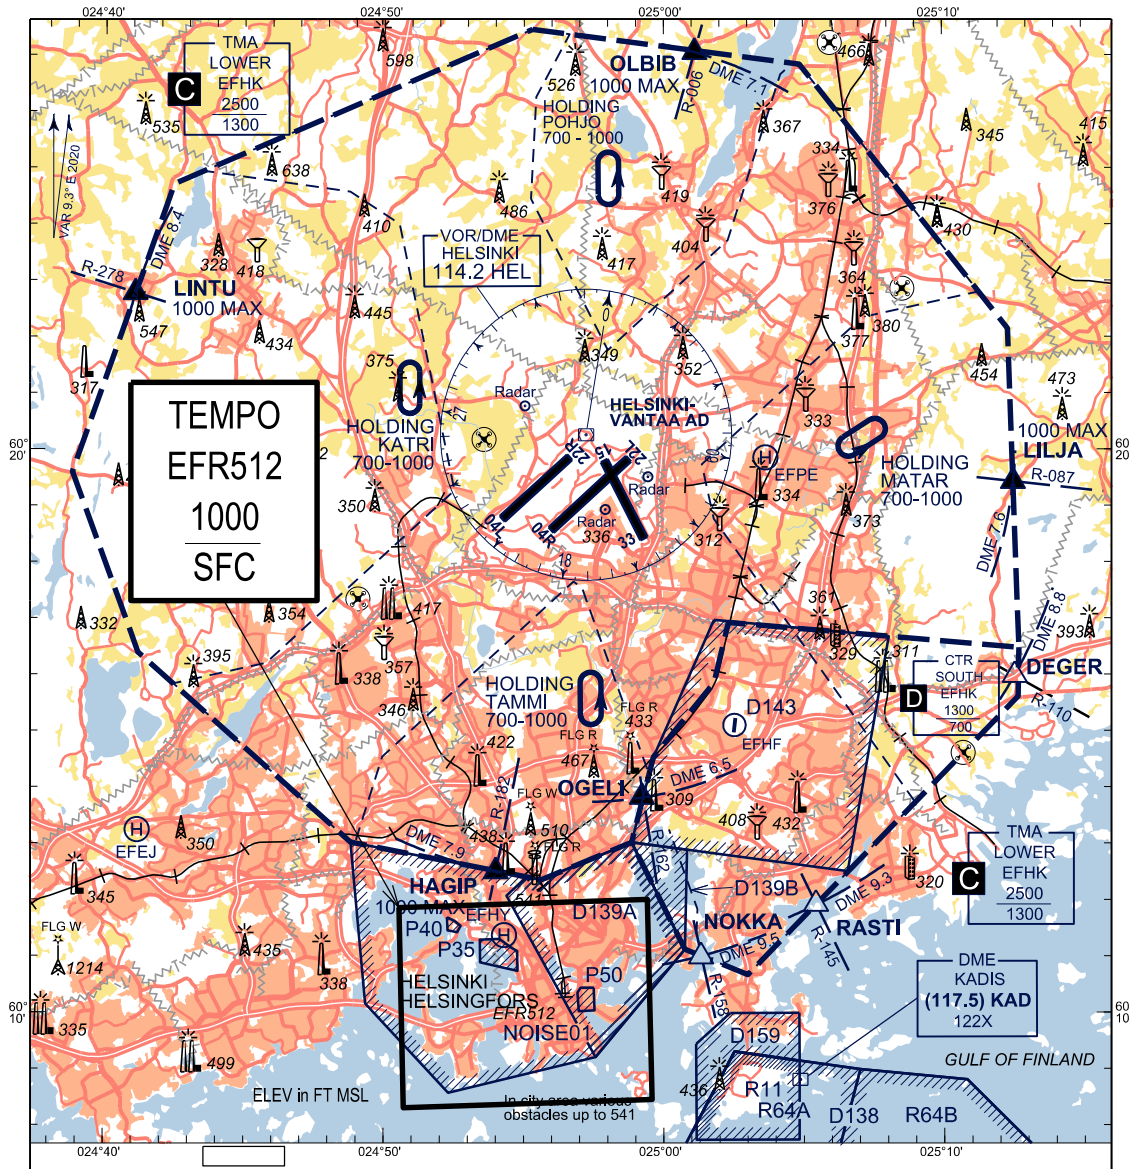 024°40'
024°50'
025°00'
025°10'
TMA
LOWER
EFHK
2500
1300
C
598
526
OLBIB
1000 MAX
R-006
DME 7.1
466
535
HOLDING
POHJO
700 - 1000
367
345
415
334
638
VAR 9.3° E 2020
486
419
376
410
404
430
DME 8.4
328
418
VOR/DME
HELSINKI
114.2 HEL
417
364
R-278
LINTU
1000 MAX
547
445
434
380
377
0
349
352
375
454
473
317
Radar
27
333
TEMPO
EFR512
1000
SFC
HOLDING
KATRI
700-1000
HELSINKI-
VANTAA AD
1000 MAX
LILJA
R-087
60°
20'
60°
20'
22R
15
22L
09
H
EFPE
334
HOLDING
MATAR
700-1000
Radar
350
04L
04R
Radar
336
33
18
312
373
DME 7.6
332
354
417
361
329
311
393
DME 8.8
357
338
395
346
HOLDING
TAMMI
700-1000
FLG R
433
D143
I
EFHF
CTR
SOUTH
EFHK
1300
700
D
DEGER
R-110
422
FLG R
467
DME 6.5
R-182
OGELI
309
FLG W
510
408
432
H
EFEJ
350
438
DME 7.9
FLG R
R-162
TMA
LOWER
EFHK
2500
1300
C
345
HAGIP
1000 MAX
541
D139B
DME 9.3
320
EFHY
H
D139A
NOKKA
RASTI
FLG W
P40
P35
435
DME 9.5
R-145
1214
338
HELSINKI
HELSINGFORS
EFR512
P50
R-158
DME
KADIS
(117.5) KAD
122X
60°
10'
60°
10'
335
NOISE01
D159
499
GULF OF FINLAND
436
R11
R64A
D138
R64B
ELEV in FT MSL
In city area various
obstacles up to 541
024°40'
024°50'
025°00'
025°10'